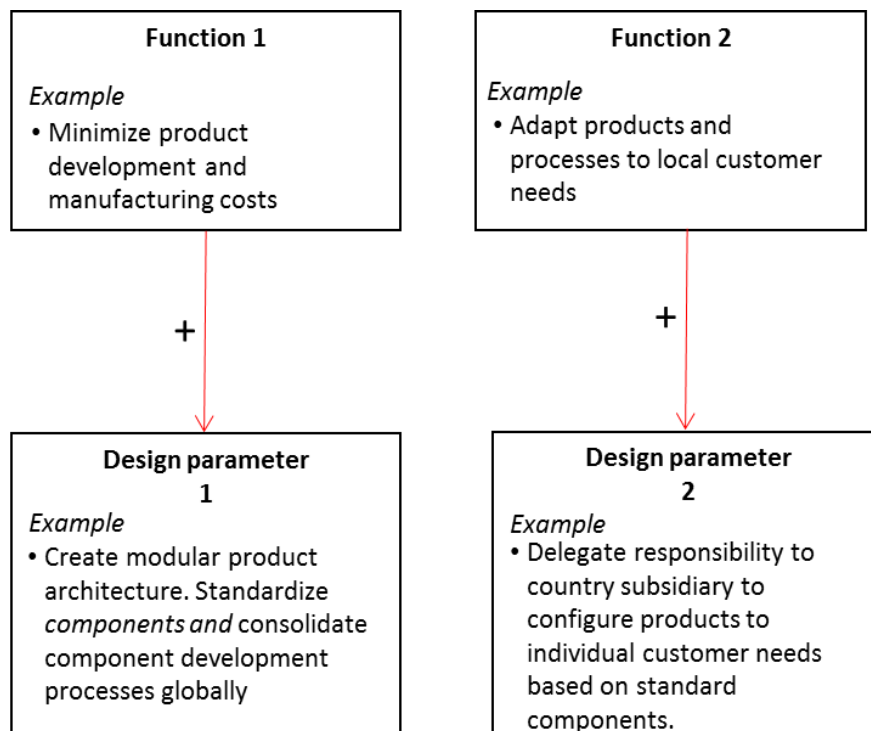 Function 1
Example
• Minimize product
development and
manufacturing costs
Function 2
Example
• Adapt products and
processes to local customer
needs
+
+
Design parameter
1
Example
• Create modular product
architecture. Standardize
components and consolidate
component development
processes globally
Design parameter
2
Example
• Delegate responsibility to
country subsidiary to
configure products to
individual customer needs
based on standard
components.